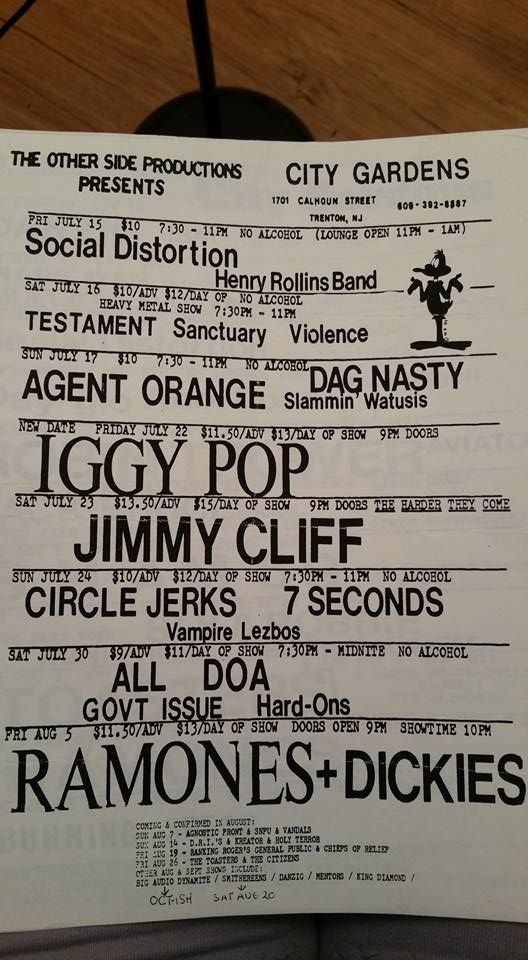 THE OTHER SIDE PRODUCTIONS
PRESENTS
CITY GARDENS
1701 CALHOUN STREET 609-392-8887
TRENTON, NJ
FRI JULY 15 $10 7:30 - 11PM NO ALCOHOL (LOUNGE OPEN 11PM - 1AM)
Social Distortion
Henry Rollins Band
SAT JULY 16 $10/ADV $12/DAY OF NO ALCOHOL
HEAVY METAL SHOW 7:30PM - 11PM
TESTAMENT Sanctuary Violence
SUN JULY 17 $10 7:30 - 11PM NO ALCOHOL
AGENT ORANGE DAG NASTY
Slammin' Watusis
NEW DATE FRIDAY JULY 22 $11.50/ADV $13/DAY OF SHOW 9PM DOORS
IGGY POP
SAT JULY 23 $13.50/ADV $15/DAY OF SHOW 9PM DOORS THE HARDER THEY COME
JIMMY CLIFF
SUN JULY 24 $10/ADV $12/DAY OF SHOW 7:30PM - 11PM NO ALCOHOL
CIRCLE JERKS 7 SECONDS
Vampire Lezbos
SAT JULY 30 $9/ADV $11/DAY OF SHOW 7:30PM - MIDNITE NO ALCOHOL
ALL DOA
GOVT ISSUE Hard-Ons
FRI AUG 5 $11.50/ADV $13/DAY OF SHOW DOORS OPEN 9PM SHOWTIME 10PM
RAMONES+DICKIES
COMING & CONFIRMED IN AUGUST:
SUN AUG 7 - AGNOSTIC FRONT & SNFU & VANDALS
SUN AUG 14 - D.R.I.'S & KREATOR & HOLY TERROR
FRI AUG 19 - RANKING ROGER'S GENERAL PUBLIC & CHIEFS OF RELIEF
FRI AUG 26 - THE TOASTERS & THE CITIZENS
OTHER AUG & SEPT SHOWS INCLUDE:
BIG AUDIO DYNAMITE / SMITHEREENS / DANZIG / MENTORS / KING DIAMOND /
OCT-ISH SAT AUG 20